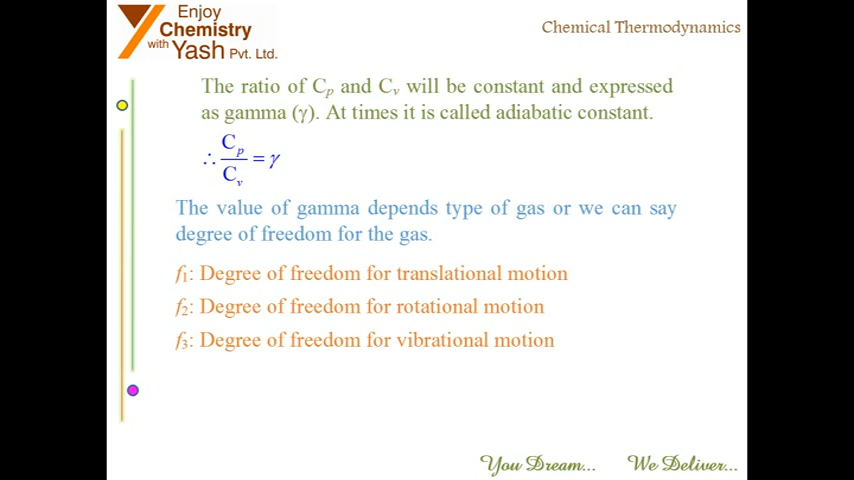 Enjoy
Chemistry
with Yash Pvt. Ltd.
Chemical Thermodynamics
The ratio of Cp and Cv will be constant and expressed
as gamma (γ). At times it is called adiabatic constant.
∴ Cp/Cv = γ
The value of gamma depends type of gas or we can say
degree of freedom for the gas.
f1: Degree of freedom for translational motion
f2: Degree of freedom for rotational motion
f3: Degree of freedom for vibrational motion
You Dream... We Deliver...